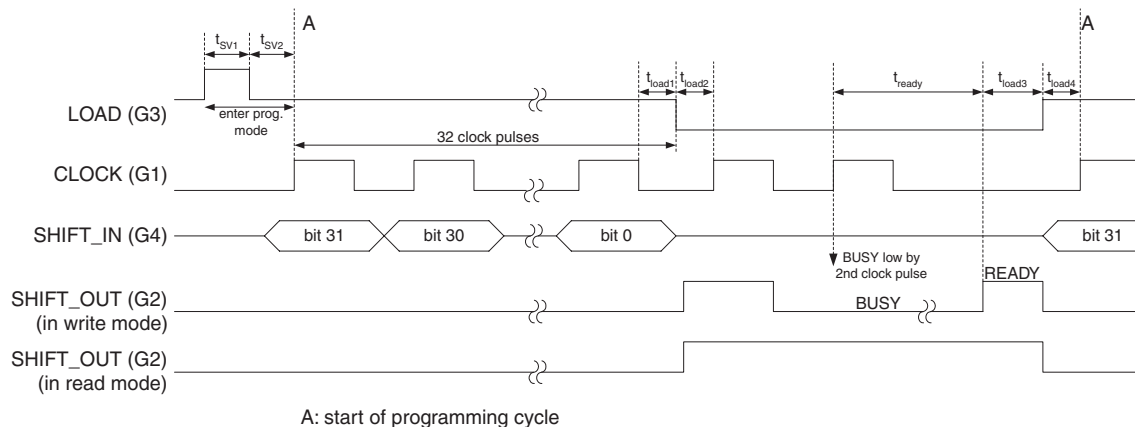 A
A
tSV1
tSV2
tload1
tload2
tready
tload3
tload4
LOAD (G3)
enter prog.
mode
32 clock pulses
CLOCK (G1)
SHIFT_IN (G4)
bit 31
bit 30
bit 0
bit 31
BUSY low by
2nd clock pulse
READY
SHIFT_OUT (G2)
(in write mode)
BUSY
SHIFT_OUT (G2)
(in read mode)
A: start of programming cycle